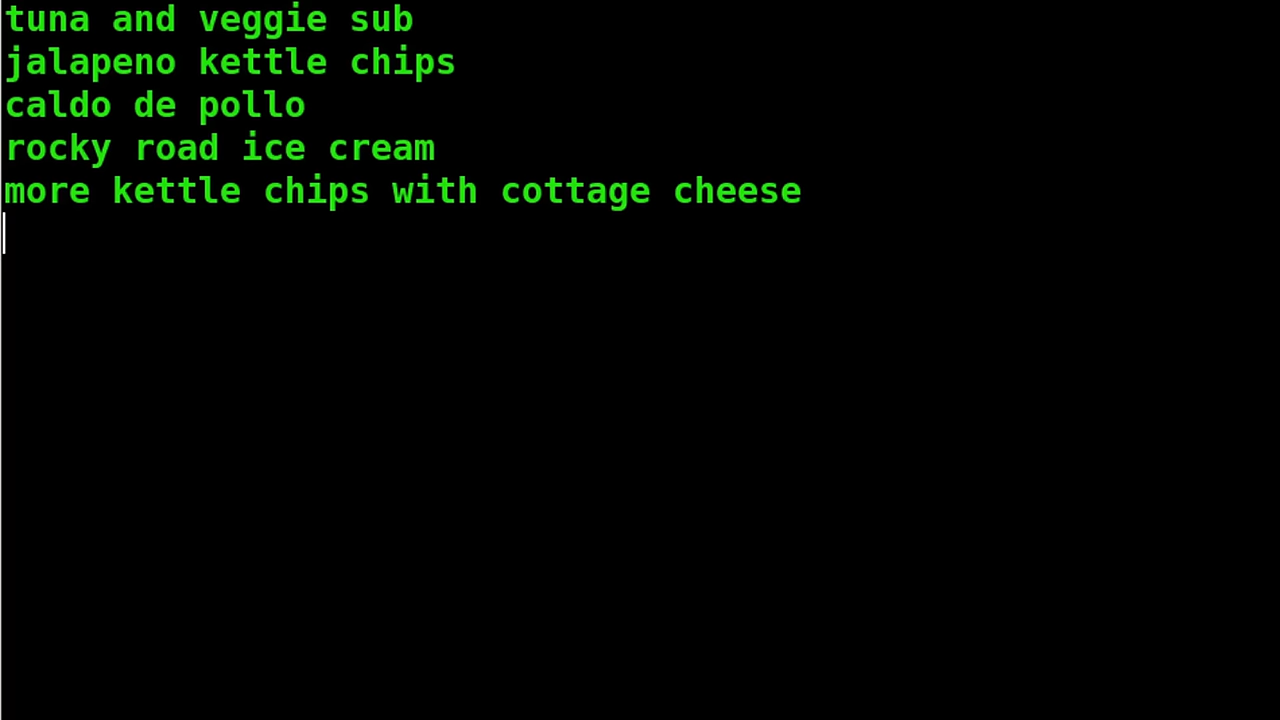 tuna and veggie sub
jalapeno kettle chips
caldo de pollo
rocky road ice cream
more kettle chips with cottage cheese